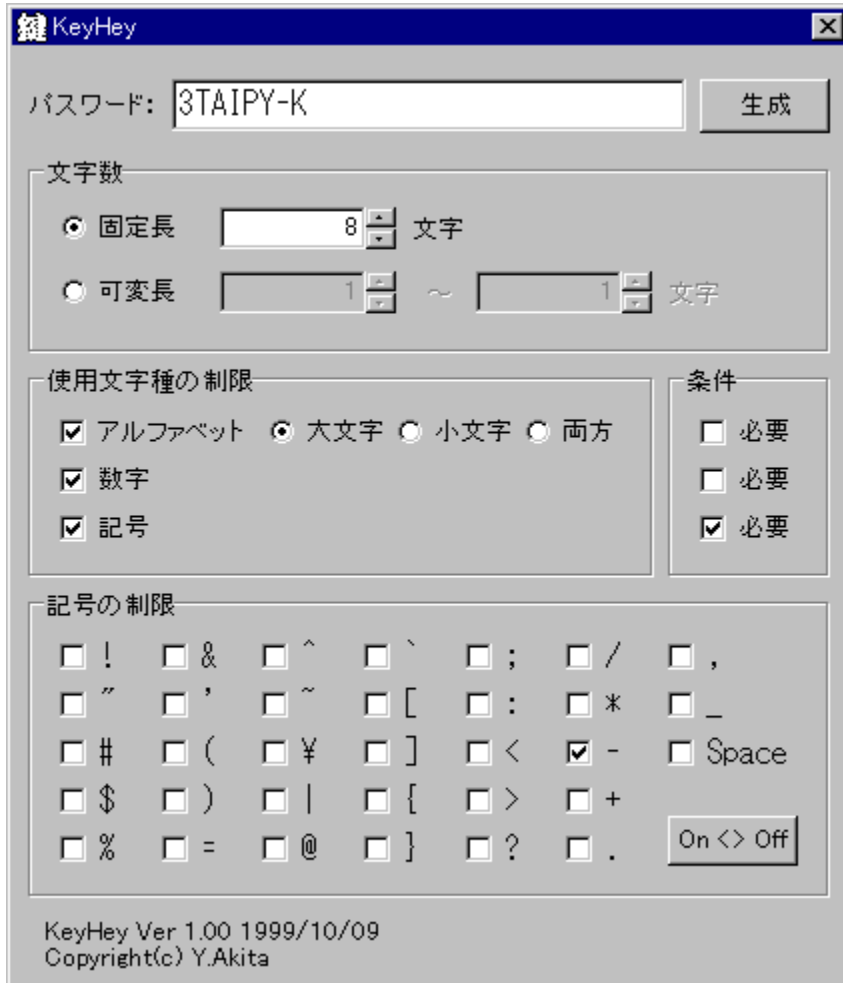 鍵 KeyHey
パスワード: 3TAIPY-K 生成
文字数
固定長 8 文字
可変長 1 ～ 1 文字
使用文字種の制限 条件
アルファベット 大文字 小文字 両方 必要
数字 必要
記号 必要
記号の制限
! & ^ ` ; / ,
" ' ~ [ : * _
# ( ¥ ] < - Space
$ ) | { > +
% = @ } ? . On <> Off
KeyHey Ver 1.00 1999/10/09
Copyright(c) Y.Akita